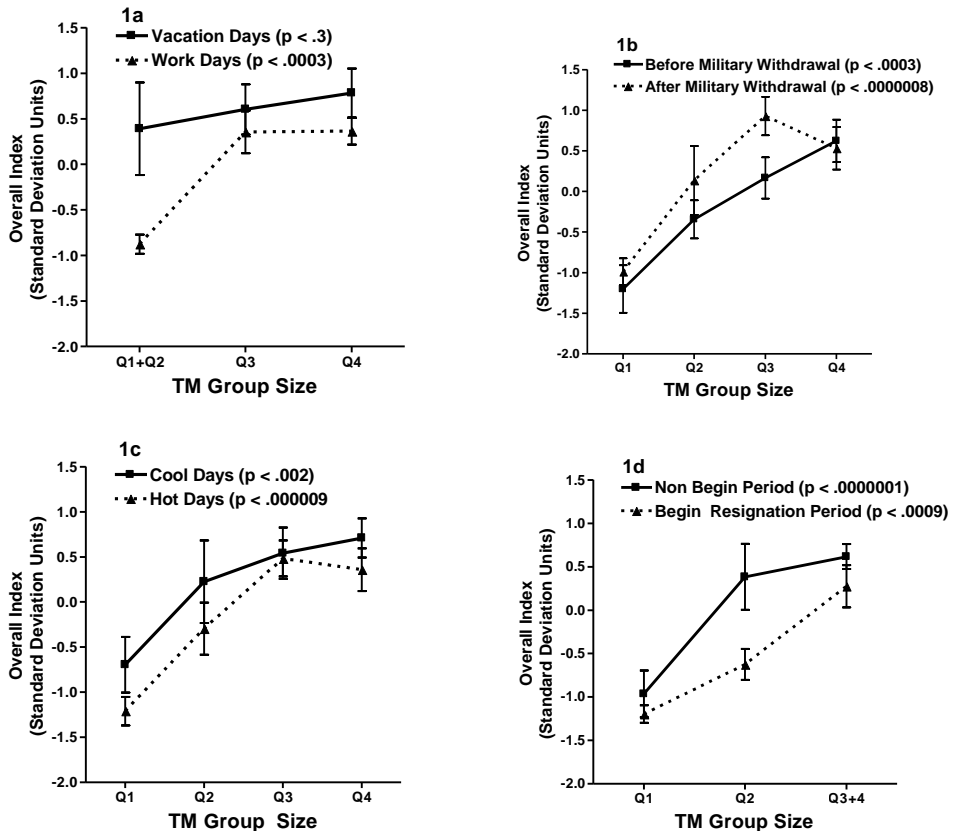 1a
Vacation Days (p < .3)
Work Days (p < .0003)
1.5
1.0
0.5
0.0
-0.5
-1.0
-1.5
-2.0
Overall Index
(Standard Deviation Units)
Q1+Q2 Q3 Q4
TM Group Size
1b
Before Military Withdrawal (p < .0003)
After Military Withdrawal (p < .0000008)
1.5
1.0
0.5
0.0
-0.5
-1.0
-1.5
-2.0
Overall Index
(Standard Deviation Units)
Q1 Q2 Q3 Q4
TM Group Size
1c
Cool Days (p < .002)
Hot Days (p < .000009
1.5
1.0
0.5
0.0
-0.5
-1.0
-1.5
-2.0
Overall Index
(Standard Deviation Units)
Q1 Q2 Q3 Q4
TM Group Size
1d
Non Begin Period (p < .0000001)
Begin Resignation Period (p < .0009)
1.5
1.0
0.5
0.0
-0.5
-1.0
-1.5
-2.0
Overall Index
(Standard Deviation Units)
Q1 Q2 Q3+4
TM Group Size